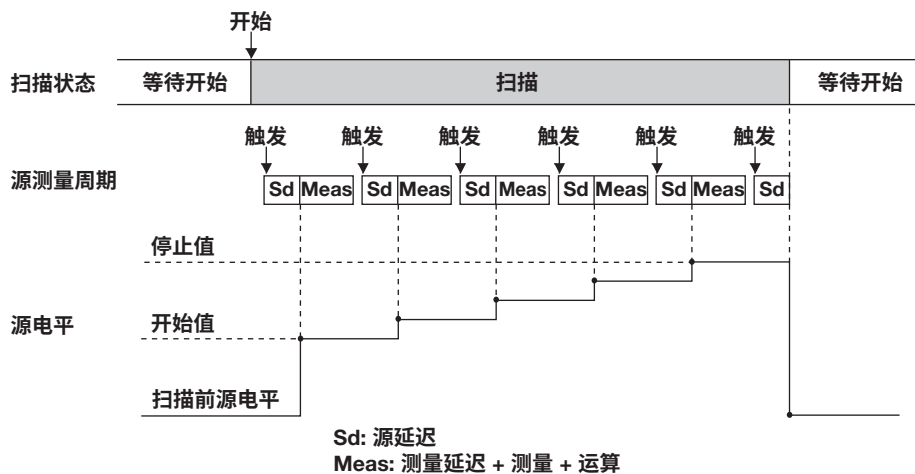 开始
扫描状态 等待开始 扫描 等待开始
触发 触发 触发 触发 触发 触发
源测量周期 Sd Meas Sd Meas Sd Meas Sd Meas Sd Meas Sd
停止值
源电平 开始值
扫描前源电平
Sd: 源延迟
Meas: 测量延迟 + 测量 + 运算